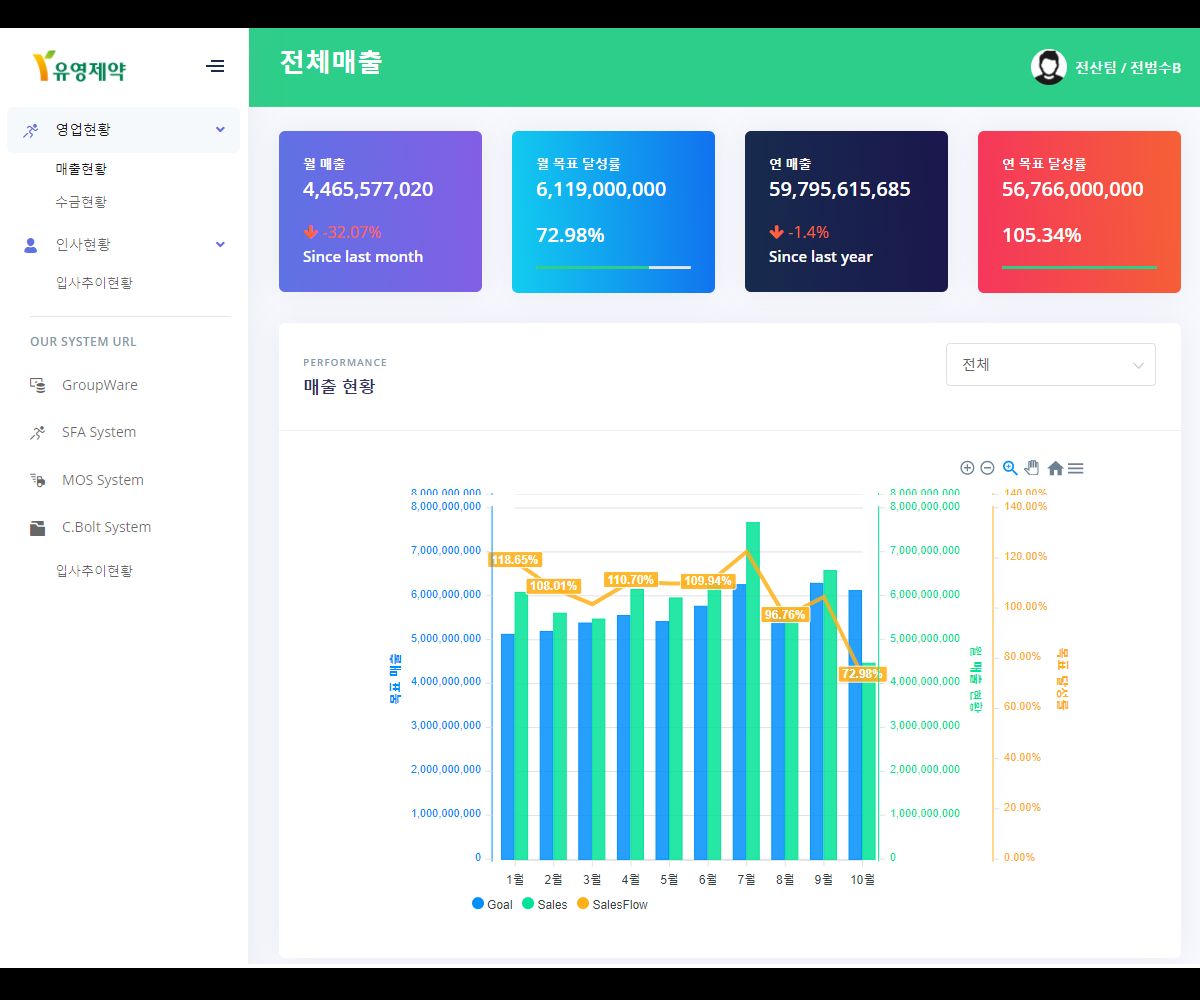 유영제약
전체매출
전산팀 / 전범수B
영업현황
매출현황
수금현황
인사현황
입사추이현황
OUR SYSTEM URL
GroupWare
SFA System
MOS System
C.Bolt System
입사추이현황
월 매출
4,465,577,020
-32.07%
Since last month
월 목표 달성률
6,119,000,000
72.98%
연 매출
59,795,615,685
-1.4%
Since last year
연 목표 달성률
56,766,000,000
105.34%
PERFORMANCE
매출 현황
전체
목표 매출
8,000,000,000
8,000,000,000
7,000,000,000
6,000,000,000
5,000,000,000
4,000,000,000
3,000,000,000
2,000,000,000
1,000,000,000
0
118.65%
108.01%
110.70%
109.94%
96.76%
72.98%
8,000,000,000
8,000,000,000
7,000,000,000
6,000,000,000
5,000,000,000
4,000,000,000
3,000,000,000
2,000,000,000
1,000,000,000
0
월 매출 현황
140.00%
140.00%
120.00%
100.00%
80.00%
60.00%
40.00%
20.00%
0.00%
목표 달성률
1월 2월 3월 4월 5월 6월 7월 8월 9월 10월
Goal Sales SalesFlow